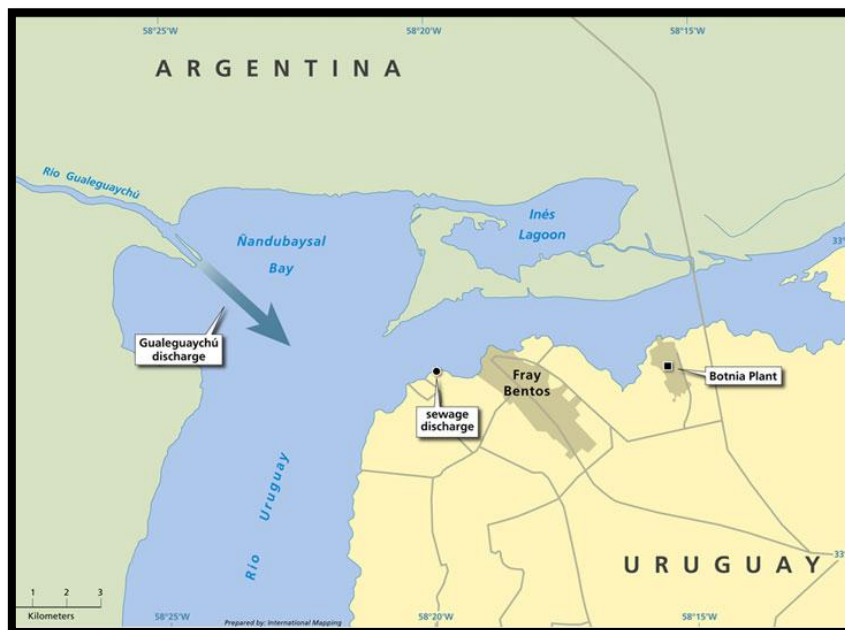 58°25'W 58°20'W 58°15'W
ARGENTINA
Río Gualeguaychú
Inés
Lagoon
Ñandubaysal
Bay
33°
Gualeguaychú
discharge
Fray
Bentos
Botnia Plant
sewage
discharge
Río Uruguay
33°
URUGUAY
1 2 3
Kilometers
58°25'W 58°20'W 58°15'W
Prepared by: International Mapping